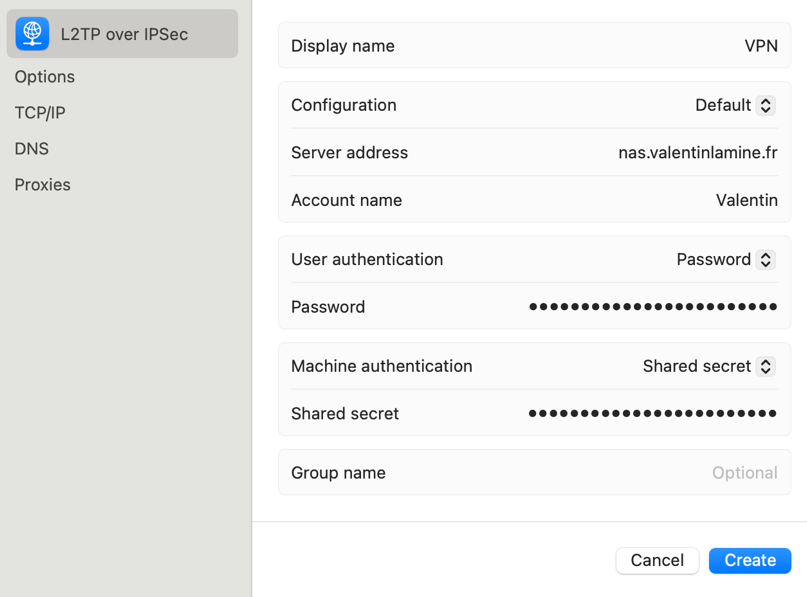 L2TP over IPSec
Options
TCP/IP
DNS
Proxies
Display name VPN
Configuration Default
Server address nas.valentinlamine.fr
Account name Valentin
User authentication Password
Password ••••••••••••••••••••••••
Machine authentication Shared secret
Shared secret ••••••••••••••••••••••••
Group name Optional
Cancel Create